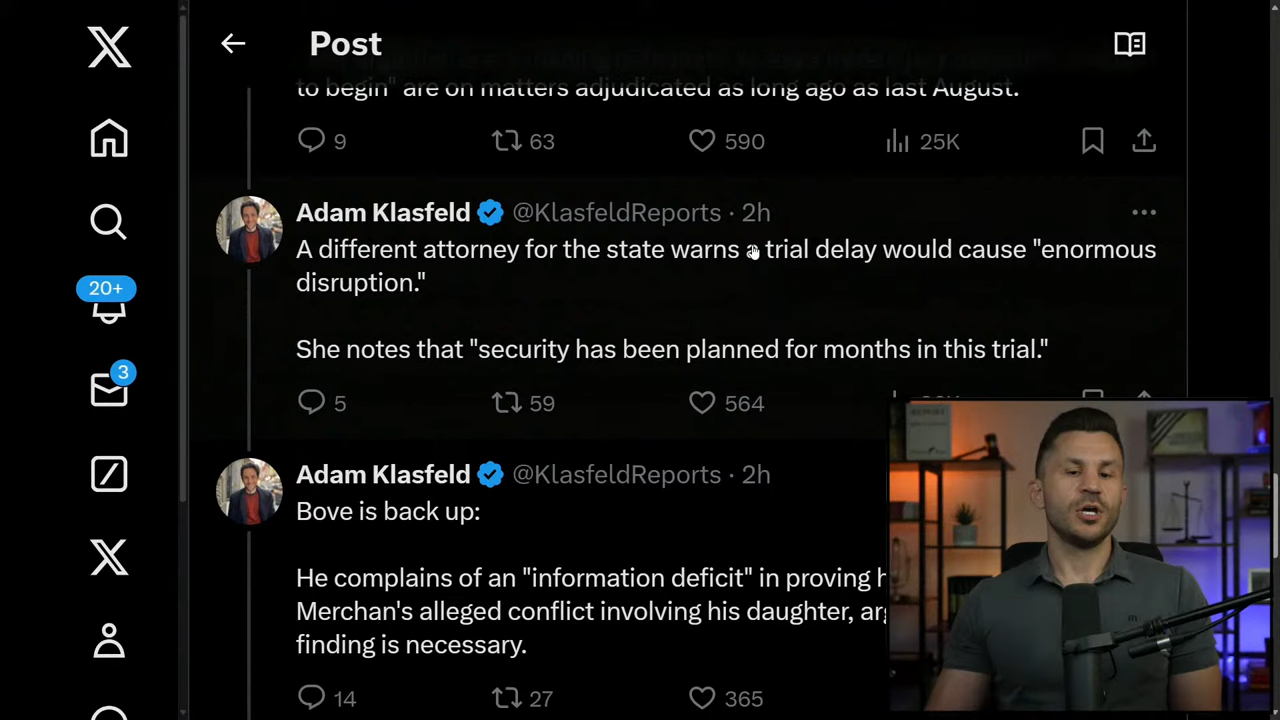 Post
to begin" are on matters adjudicated as long ago as last August.
9 63 590 25K
Adam Klasfeld @KlasfeldReports · 2h
A different attorney for the state warns a trial delay would cause "enormous
disruption."
She notes that "security has been planned for months in this trial."
5 59 564
20+
3
Adam Klasfeld @KlasfeldReports · 2h
Bove is back up:
He complains of an "information deficit" in proving
Merchan's alleged conflict involving his daughter,
finding is necessary.
14 27 365